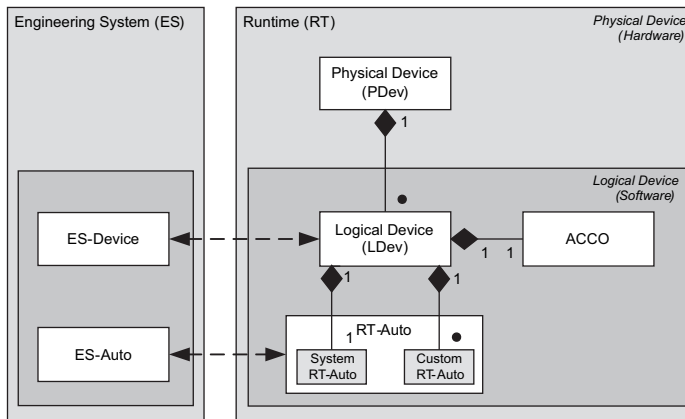 Engineering System (ES)
Runtime (RT)
Physical Device
(Hardware)
Physical Device
(PDev)
1
Logical Device
(Software)
ES-Device
Logical Device
(LDev)
1
1
ACCO
1
1
ES-Auto
1
RT-Auto
System
RT-Auto
Custom
RT-Auto